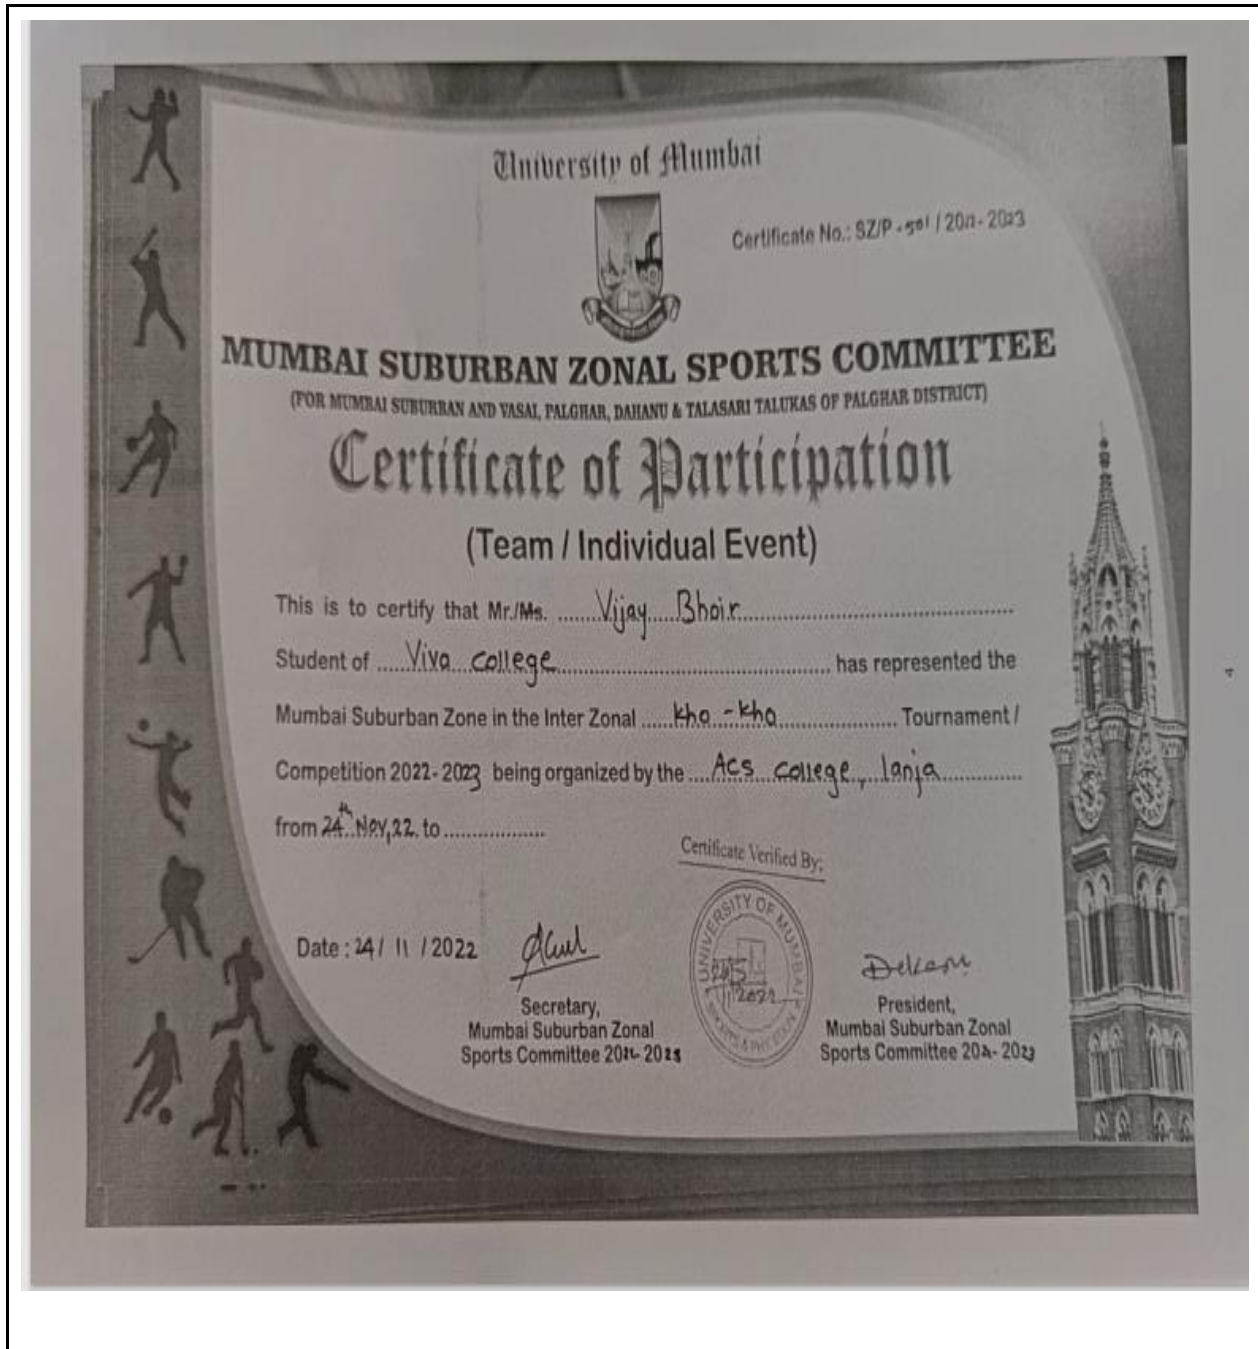 University of Mumbai
Certificate No.: SZ/P - 501 / 2022- 2023
MUMBAI SUBURBAN ZONAL SPORTS COMMITTEE
(FOR MUMBAI SUBURBAN AND VASAI, PALGHAR, DAHANU & TALASARI TALUKAS OF PALGHAR DISTRICT)
Certificate of Participation
(Team / Individual Event)
This is to certify that Mr./Ms. ......Vijay.....Bhoir..............................
Student of .....Viva college.............................. has represented the
Mumbai Suburban Zone in the Inter Zonal .....kho-kho.................. Tournament /
Competition 2022-2023 being organized by the ....Acs college, lanja............
from 24th Nov,22. to ..................
Certificate Verified By:
UNIVERSITY OF MUMBAI
Date : 24 / 11 / 2022
Secretary,
Mumbai Suburban Zonal
Sports Committee 2022-2023
President,
Mumbai Suburban Zonal
Sports Committee 2022-2023
4